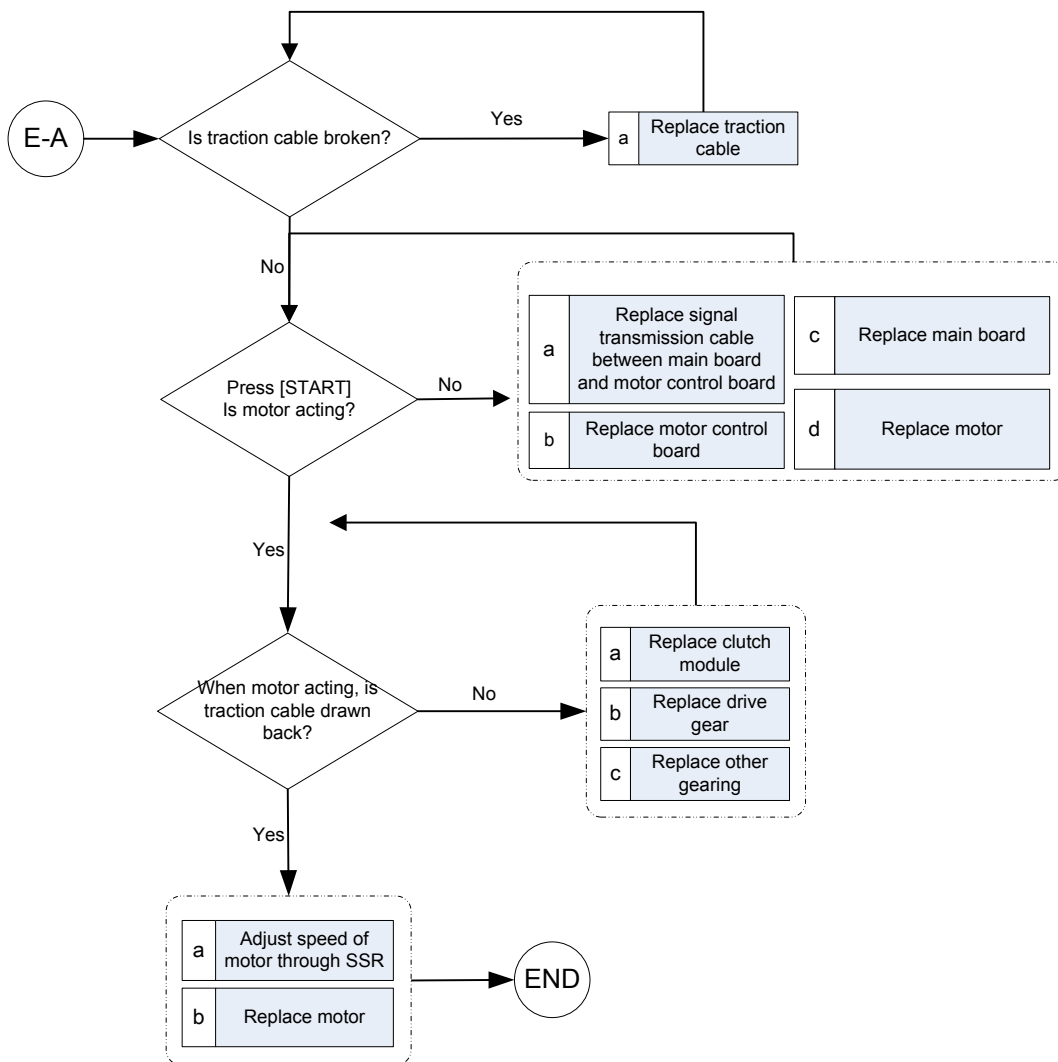 E-A
Is traction cable broken?
Yes
a
Replace traction
cable
No
Press [START]
Is motor acting?
No
a
Replace signal
transmission cable
between main board
and motor control board
b
Replace motor control
board
c
Replace main board
d
Replace motor
Yes
When motor acting, is
traction cable drawn
back?
No
a
Replace clutch
module
b
Replace drive
gear
c
Replace other
gearing
Yes
a
Adjust speed of
motor through SSR
b
Replace motor
END